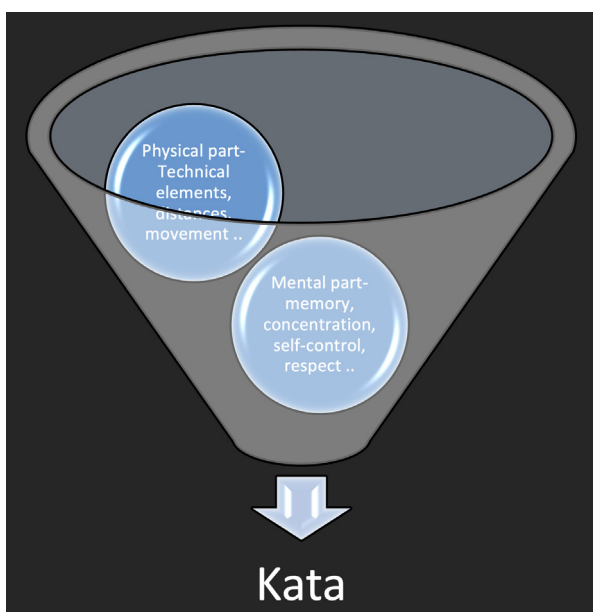 Physical part-
Technical
elements,
distances,
movement ..
Mental part-
memory,
concentration,
self-control,
respect ..
Kata